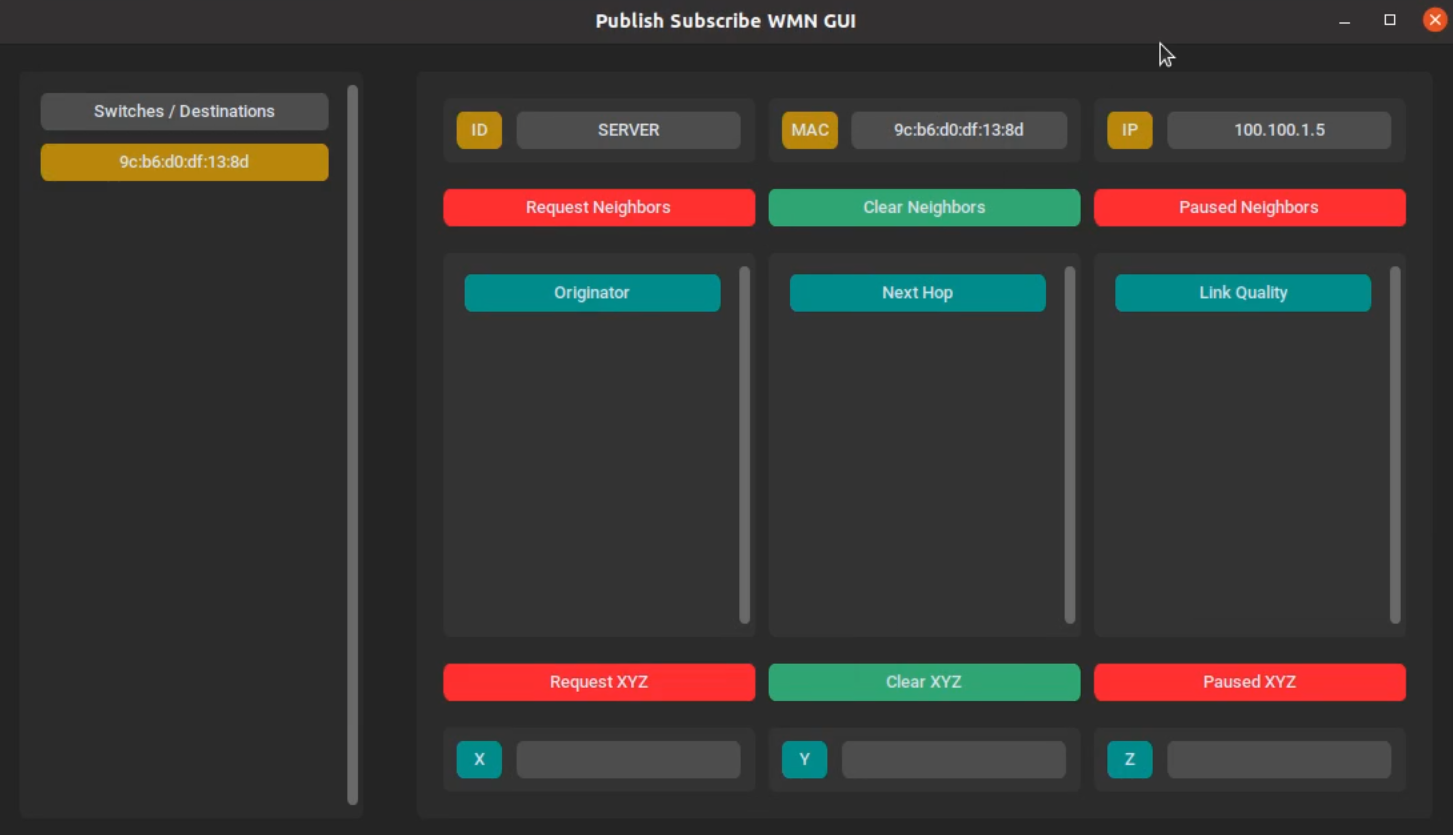 Publish Subscribe WMN GUI
Switches / Destinations
9c:b6:d0:df:13:8d
ID SERVER MAC 9c:b6:d0:df:13:8d IP 100.100.1.5
Request Neighbors Clear Neighbors Paused Neighbors
Originator Next Hop Link Quality
Request XYZ Clear XYZ Paused XYZ
X Y Z